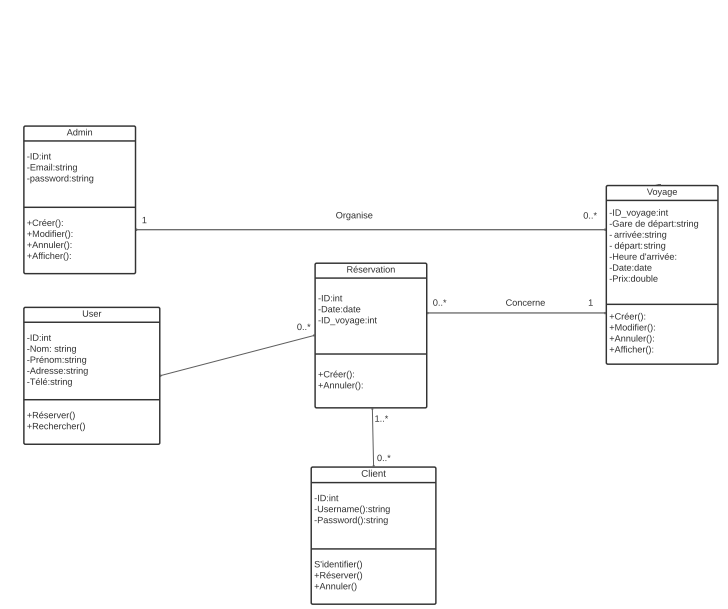 Admin
-ID:int
-Email:string
-password:string
+Créer():
+Modifier():
+Annuler():
+Afficher():
1
Organise
0..*
Voyage
-ID_voyage:int
-Gare de départ:string
- arrivée:string
- départ:string
-Heure d'arrivée:
-Date:date
-Prix:double
+Créer():
+Modifier():
+Annuler():
+Afficher():
Réservation
-ID:int
-Date:date
-ID_voyage:int
+Créer():
+Annuler():
0..*
Concerne
1
User
-ID:int
-Nom: string
-Prénom:string
-Adresse:string
-Télé:string
+Réserver()
+Rechercher()
0..*
1..*
0..*
Client
-ID:int
-Username():string
-Password():string
S'identifier()
+Réserver()
+Annuler()